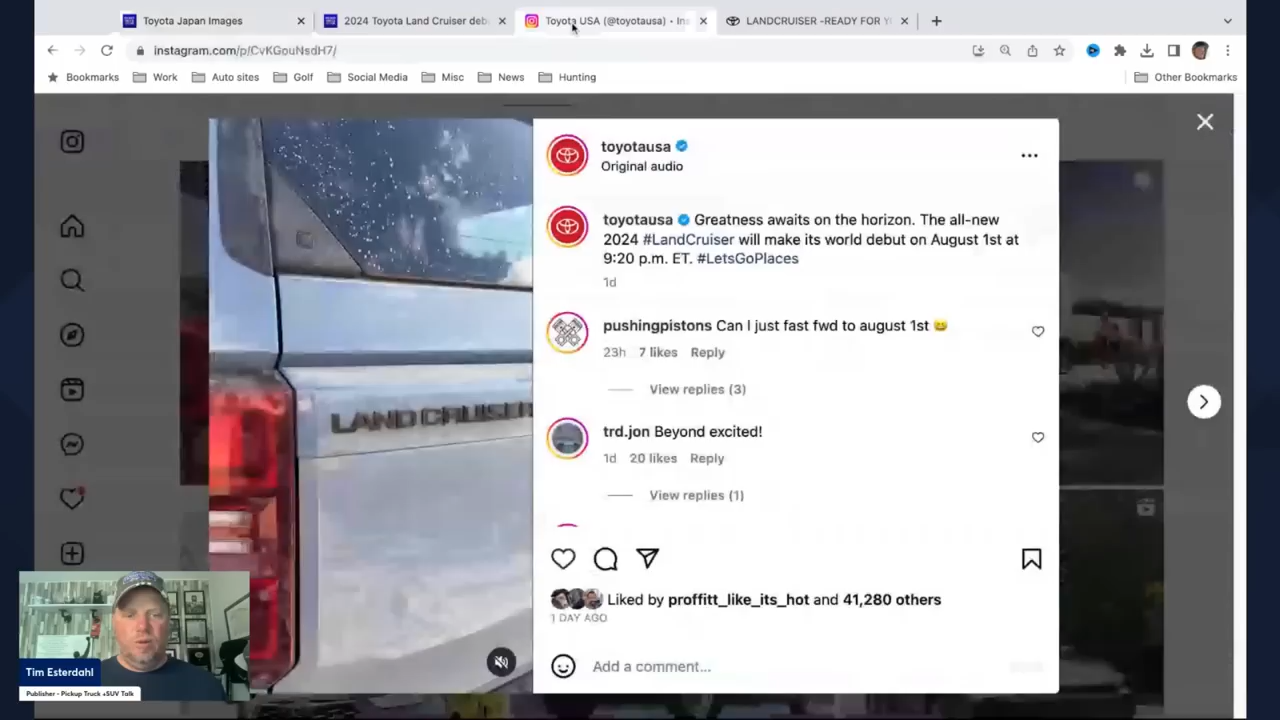 Toyota Japan Images
2024 Toyota Land Cruiser deb
Toyota USA (@toyotausa) • Ins
LANDCRUISER -READY FOR Y
instagram.com/p/CvKGouNsdH7/
Bookmarks
Work
Auto sites
Golf
Social Media
Misc
News
Hunting
Other Bookmarks
toyotausa
Original audio
toyotausa Greatness awaits on the horizon. The all-new
2024 #LandCruiser will make its world debut on August 1st at
9:20 p.m. ET. #LetsGoPlaces
1d
pushingpistons Can I just fast fwd to august 1st 😄
23h 7 likes Reply
View replies (3)
trd.jon Beyond excited!
1d 20 likes Reply
View replies (1)
LAND CRUISER
Liked by proffitt_like_its_hot and 41,280 others
1 DAY AGO
Add a comment...
Tim Esterdahl
Publisher - Pickup Truck +SUV Talk